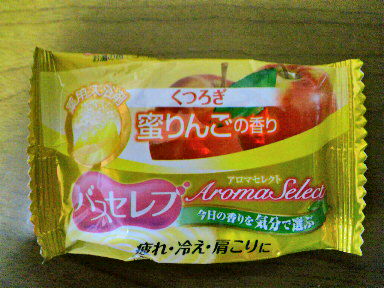 くつろぎ
蜜りんごの香り
バスセレブ
アロマセレクト
Aroma Select
今日の香りを気分で選ぶ
疲れ・冷え・肩こりに